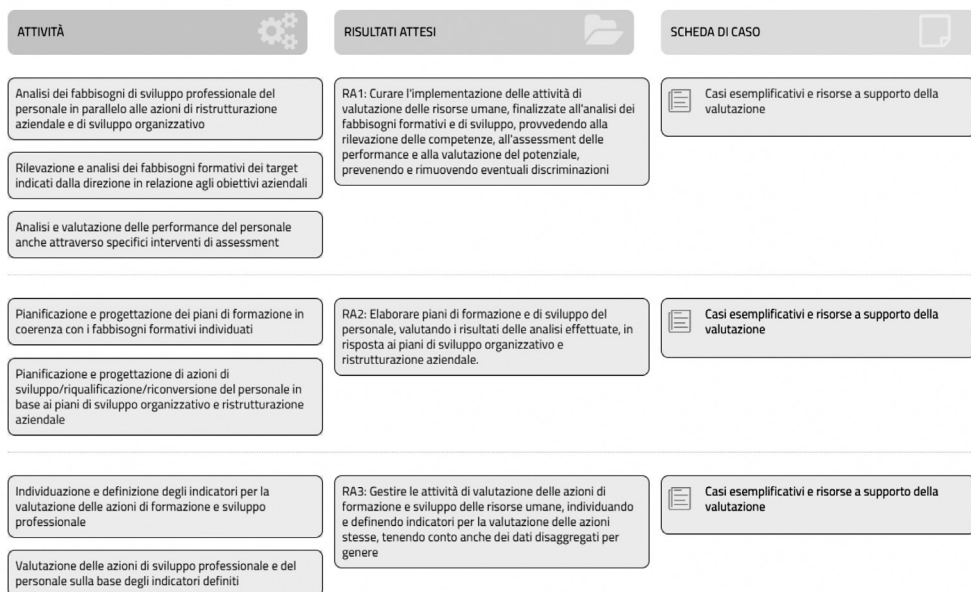 ATTIVITÀ
RISULTATI ATTESI
SCHEDA DI CASO
Analisi dei fabbisogni di sviluppo professionale del
personale in parallelo alle azioni di ristrutturazione
aziendale e di sviluppo organizzativo
Rilevazione e analisi dei fabbisogni formativi dei target
indicati dalla direzione in relazione agli obiettivi aziendali
Analisi e valutazione delle performance del personale
anche attraverso specifici interventi di assessment
RA1: Curare l'implementazione delle attività di
valutazione delle risorse umane, finalizzate all'analisi dei
fabbisogni formativi e di sviluppo, provvedendo alla
rilevazione delle competenze, all'assessment delle
performance e alla valutazione del potenziale,
prevenendo e rimuovendo eventuali discriminazioni
Casi esemplificativi e risorse a supporto della
valutazione
Pianificazione e progettazione dei piani di formazione in
coerenza con i fabbisogni formativi individuati
Pianificazione e progettazione di azioni di
sviluppo/riqualificazione/riconversione del personale in
base ai piani di sviluppo organizzativo e ristrutturazione
aziendale
RA2: Elaborare piani di formazione e di sviluppo del
personale, valutando i risultati delle analisi effettuate, in
risposta ai piani di sviluppo organizzativo e
ristrutturazione aziendale.
Casi esemplificativi e risorse a supporto della
valutazione
Individuazione e definizione degli indicatori per la
valutazione delle azioni di formazione e sviluppo
professionale
Valutazione delle azioni di sviluppo professionale e del
personale sulla base degli indicatori definiti
RA3: Gestire le attività di valutazione delle azioni di
formazione e sviluppo delle risorse umane, individuando
e definendo indicatori per la valutazione delle azioni
stesse, tenendo conto anche dei dati disaggregati per
genere
Casi esemplificativi e risorse a supporto della
valutazione